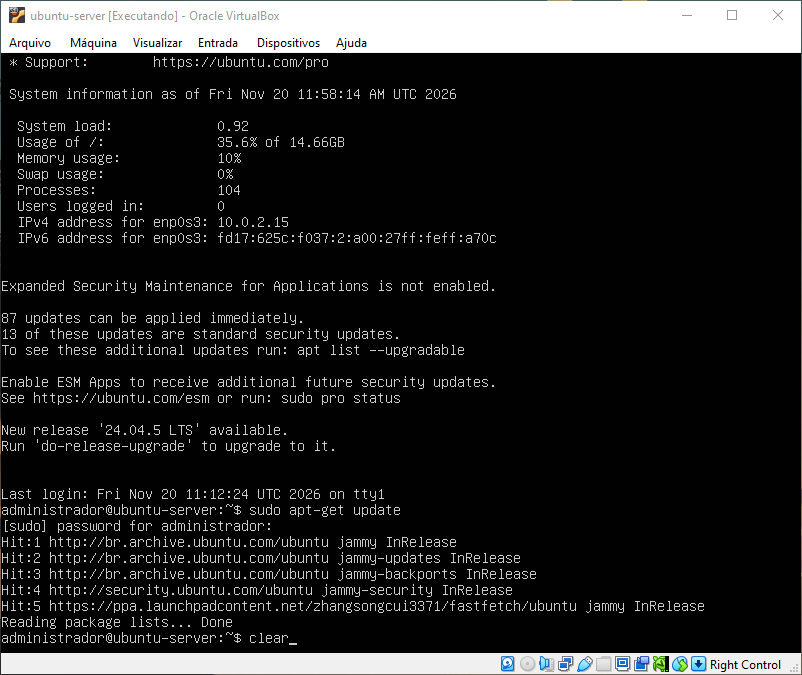 ubuntu-server [Executando] - Oracle VirtualBox
Arquivo Máquina Visualizar Entrada Dispositivos Ajuda
* Support: https://ubuntu.com/pro
System information as of Fri Nov 20 11:58:14 AM UTC 2026
System load: 0.92
Usage of /: 35.6% of 14.66GB
Memory usage: 10%
Swap usage: 0%
Processes: 104
Users logged in: 0
IPv4 address for enp0s3: 10.0.2.15
IPv6 address for enp0s3: fd17:625c:f037:2:a00:27ff:feff:a70c
Expanded Security Maintenance for Applications is not enabled.
87 updates can be applied immediately.
13 of these updates are standard security updates.
To see these additional updates run: apt list --upgradable
Enable ESM Apps to receive additional future security updates.
See https://ubuntu.com/esm or run: sudo pro status
New release '24.04.5 LTS' available.
Run 'do-release-upgrade' to upgrade to it.
Last login: Fri Nov 20 11:12:24 UTC 2026 on tty1
administrador@ubuntu-server:~$ sudo apt-get update
[sudo] password for administrador:
Hit:1 http://br.archive.ubuntu.com/ubuntu jammy InRelease
Hit:2 http://br.archive.ubuntu.com/ubuntu jammy-updates InRelease
Hit:3 http://br.archive.ubuntu.com/ubuntu jammy-backports InRelease
Hit:4 http://security.ubuntu.com/ubuntu jammy-security InRelease
Hit:5 https://ppa.launchpadcontent.net/zhangsongcui3371/fastfetch/ubuntu jammy InRelease
Reading package lists... Done
administrador@ubuntu-server:~$ clear_
Right Control